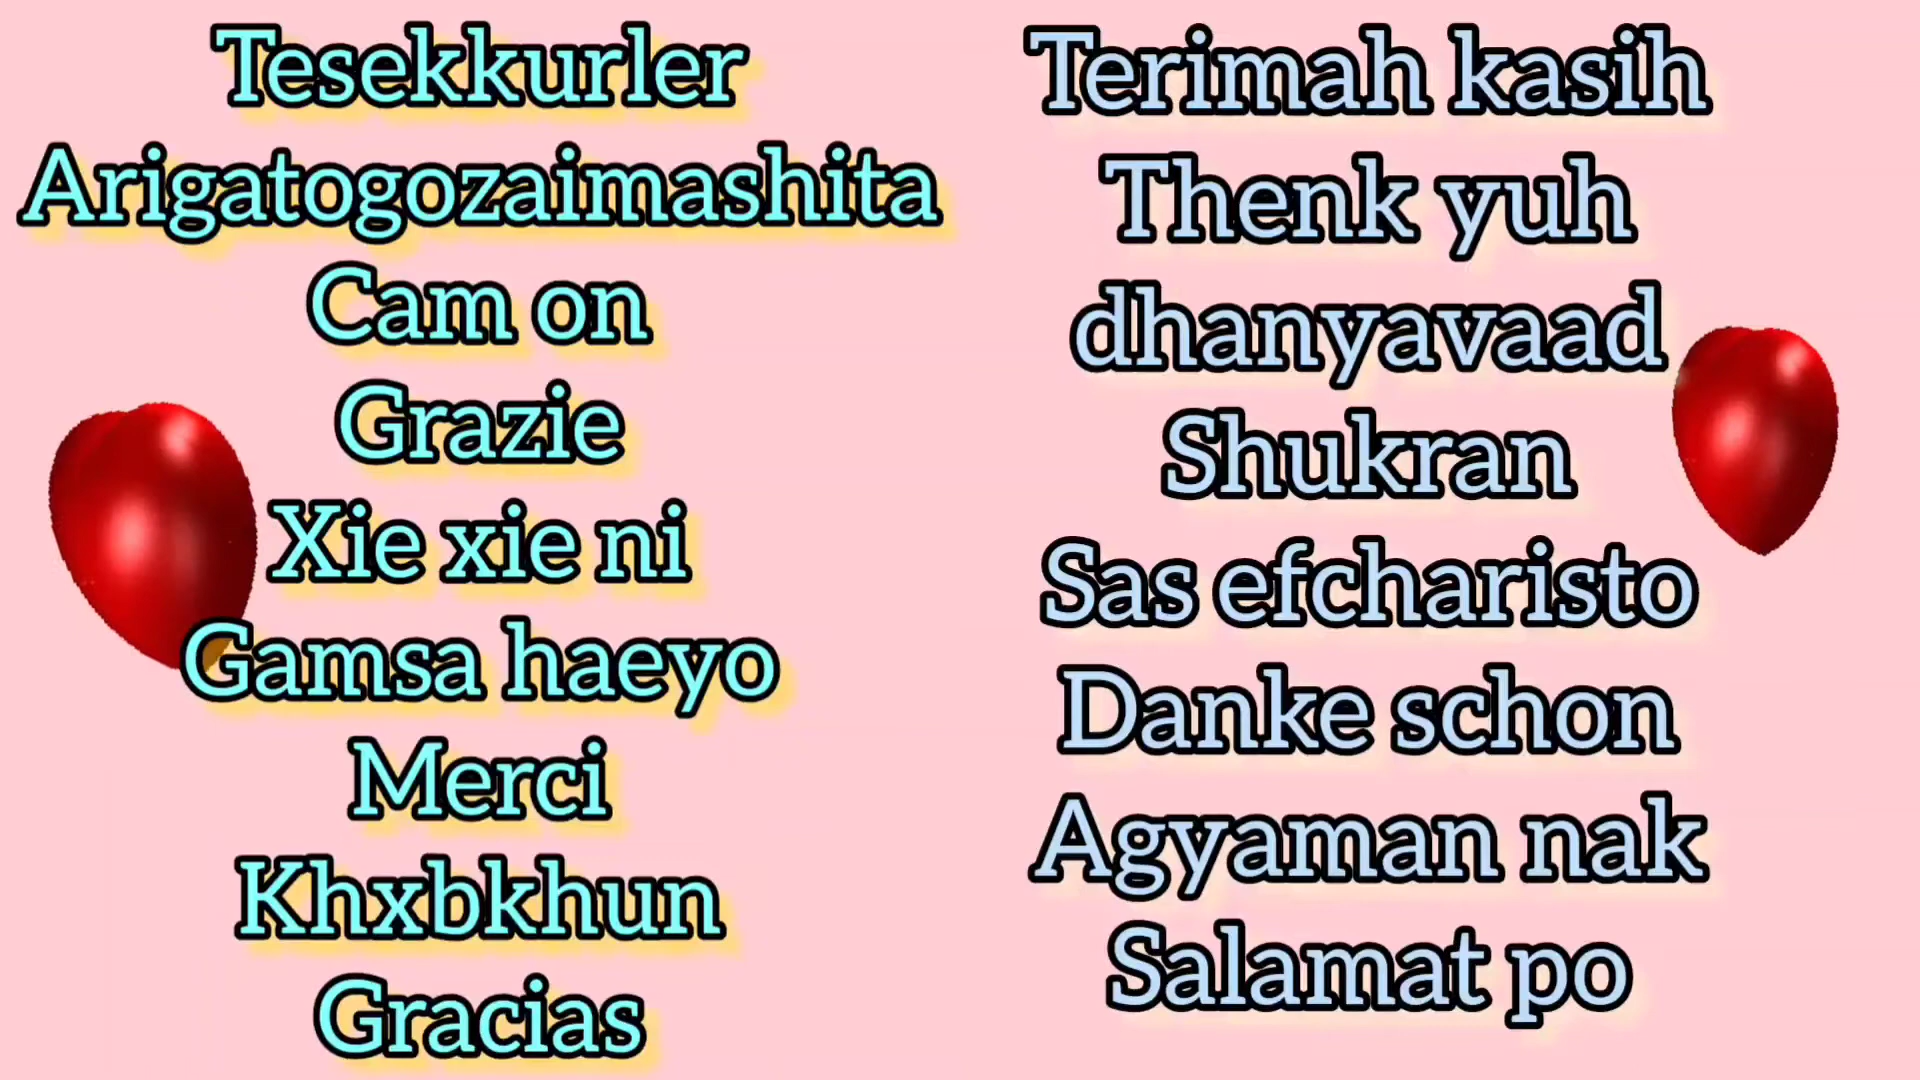 Tesekkurler
Arigatogozaimashita
Cam on
Grazie
Xie xie ni
Gamsa haeyo
Merci
Khxbkhun
Gracias
Terimah kasih
Thenk yuh
dhanyavaad
Shukran
Sas efcharisto
Danke schon
Agyaman nak
Salamat po